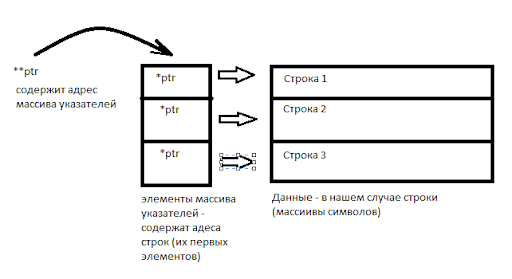 **ptr
содержит адрес
массива указателей
*ptr
*ptr
*ptr
Строка 1
Строка 2
Строка 3
элементы массива
указателей -
содержат адеса
строк (их первых
элементов)
Данные - в нашем случае строки
(массиивы символов)